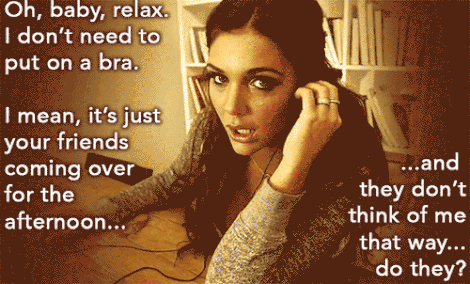 Oh, baby, relax.
I don't need to
put on a bra.
I mean, it's just
your friends
coming over
for the
afternoon...
...and
they don't
think of me
that way...
do they?